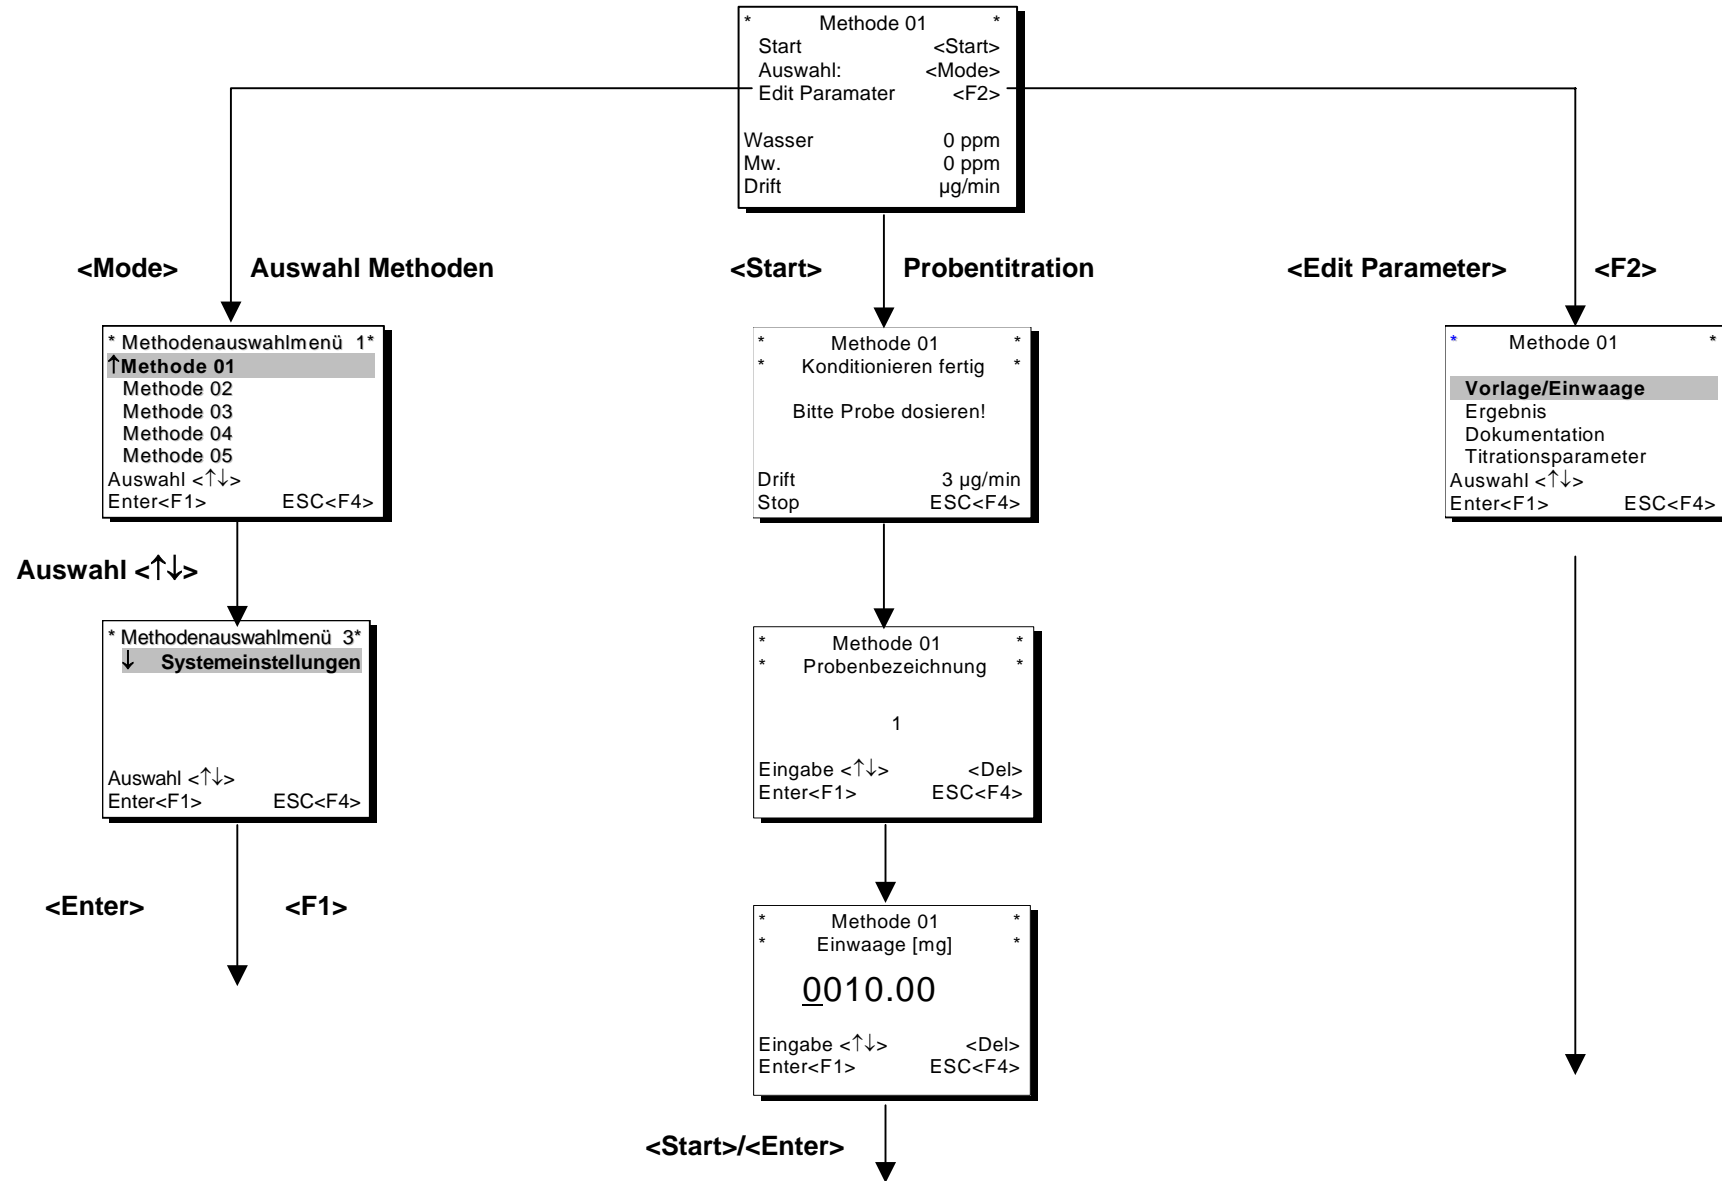 * Methode 01 *
Start <Start>
Auswahl: <Mode>
Edit Paramater <F2>
Wasser 0 ppm
Mw. 0 ppm
Drift µg/min
<Mode> Auswahl Methoden
<Start> Probentitration
<Edit Parameter> <F2>
* Methodenauswahlmenü 1*
↑Methode 01
Methode 02
Methode 03
Methode 04
Methode 05
Auswahl <↑↓>
Enter<F1> ESC<F4>
* Methode 01 *
* Konditionieren fertig *
Bitte Probe dosieren!
Drift 3 µg/min
Stop ESC<F4>
* Methode 01 *
Vorlage/Einwaage
Ergebnis
Dokumentation
Titrationsparameter
Auswahl <↑↓>
Enter<F1> ESC<F4>
Auswahl <↑↓>
* Methodenauswahlmenü 3*
↓ Systemeinstellungen
Auswahl <↑↓>
Enter<F1> ESC<F4>
* Methode 01 *
* Probenbezeichnung *
1
Eingabe <↑↓> <Del>
Enter<F1> ESC<F4>
<Enter> <F1>
* Methode 01 *
* Einwaage [mg] *
0010.00
Eingabe <↑↓> <Del>
Enter<F1> ESC<F4>
<Start>/<Enter>